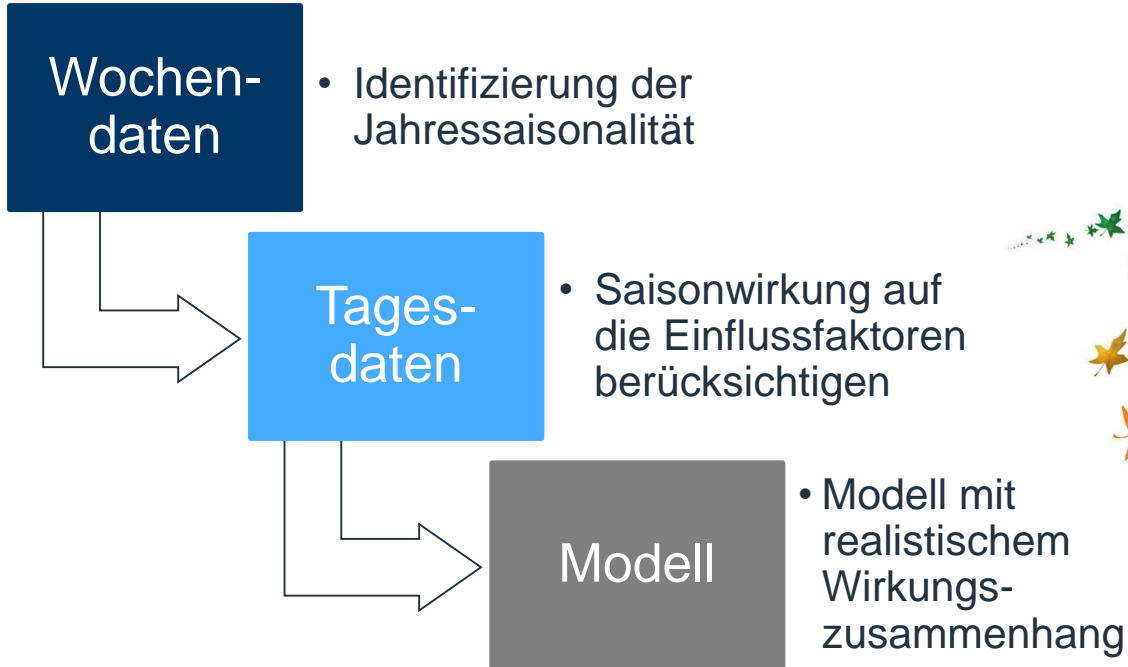 Wochen-
daten
• Identifizierung der
Jahressaisonalität
Tages-
daten
• Saisonwirkung auf
die Einflussfaktoren
berücksichtigen
Modell
• Modell mit
realistischem
Wirkungs-
zusammenhang